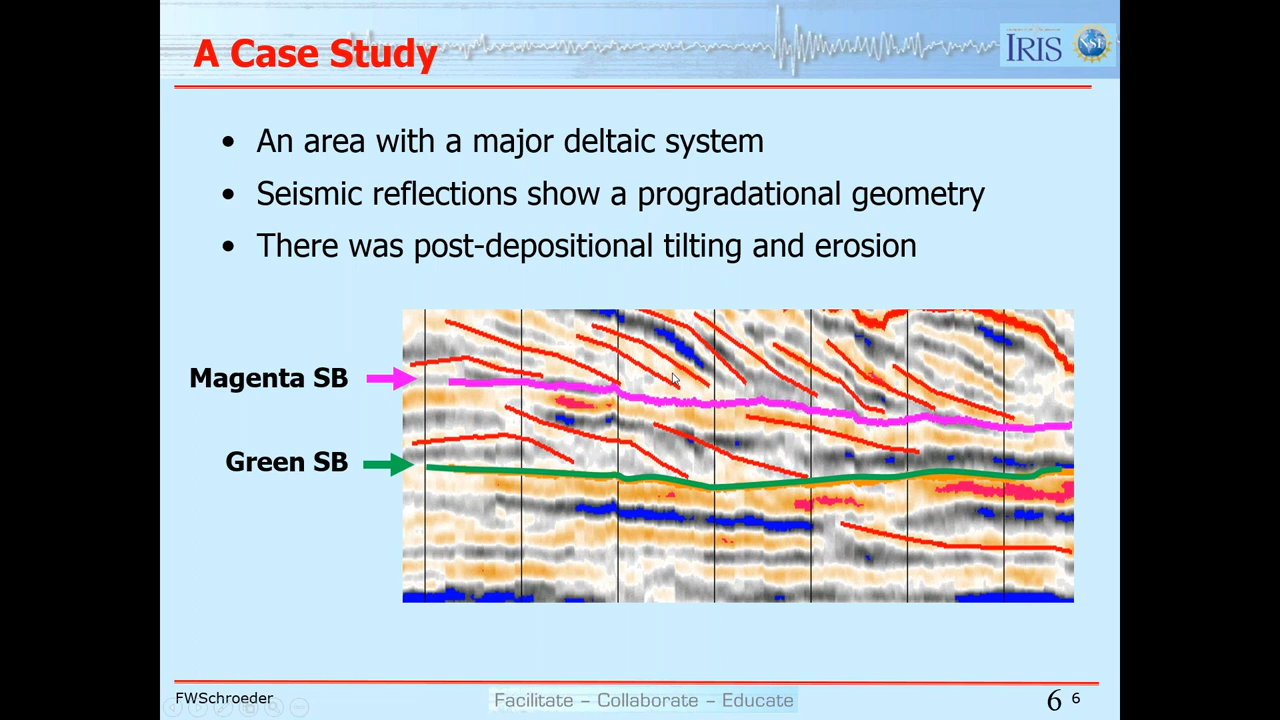 A Case Study
IRIS
NSF
• An area with a major deltaic system
• Seismic reflections show a progradational geometry
• There was post-depositional tilting and erosion
Magenta SB
Green SB
FWSchroeder
Facilitate – Collaborate – Educate
6 6